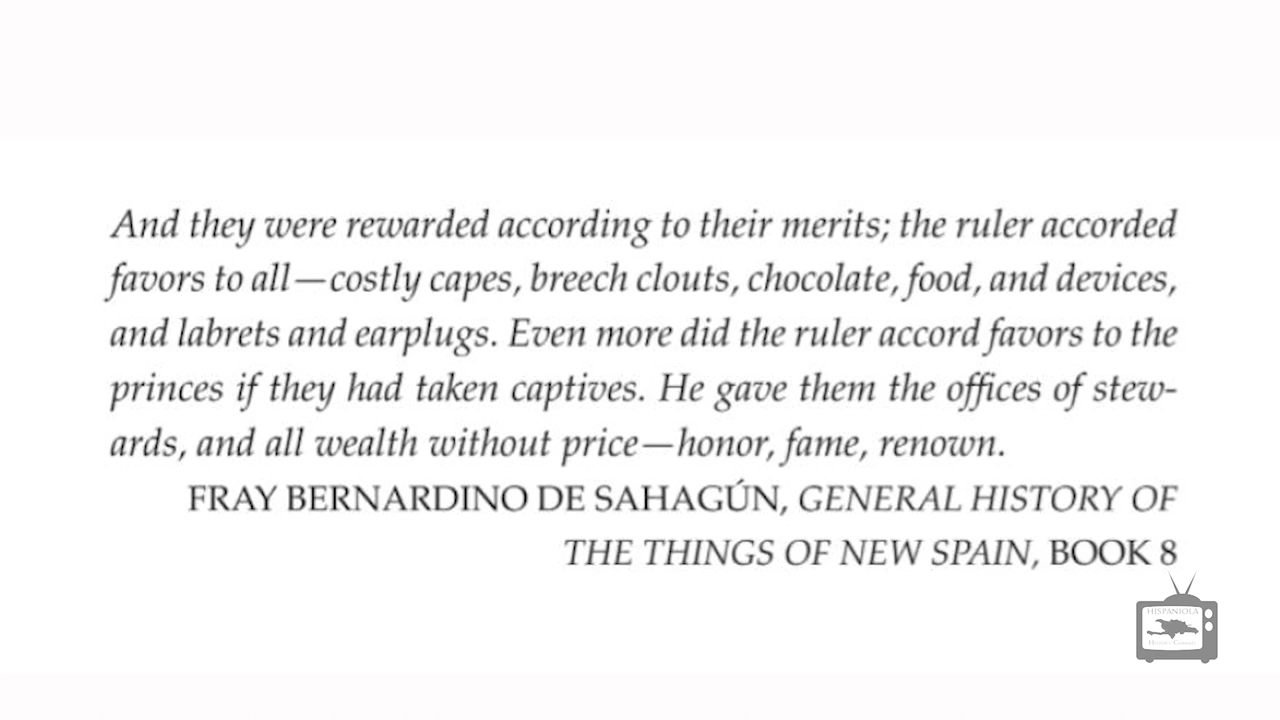 And they were rewarded according to their merits; the ruler accorded
favors to all—costly capes, breech clouts, chocolate, food, and devices,
and labrets and earplugs. Even more did the ruler accord favors to the
princes if they had taken captives. He gave them the offices of stew-
ards, and all wealth without price—honor, fame, renown.
FRAY BERNARDINO DE SAHAGÚN, GENERAL HISTORY OF
THE THINGS OF NEW SPAIN, BOOK 8
HISPANIOLA